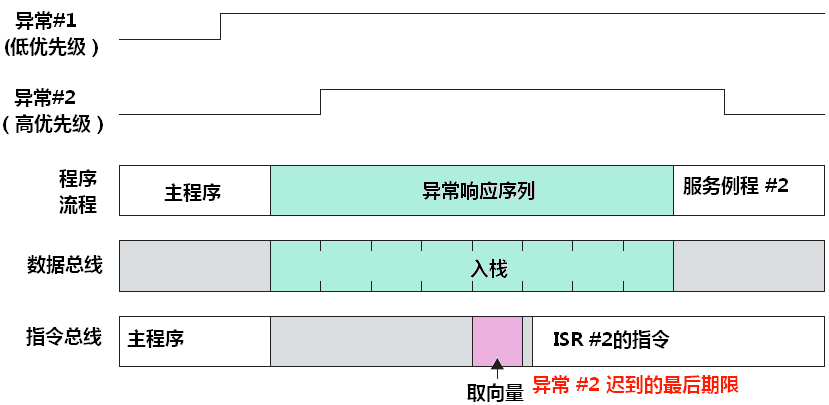 异常#1
(低优先级）
异常#2
（高优先级）
程序
流程
主程序
异常响应序列
服务例程 #2
数据总线
入栈
指令总线
主程序
ISR #2的指令
取向量
异常 #2 迟到的最后期限